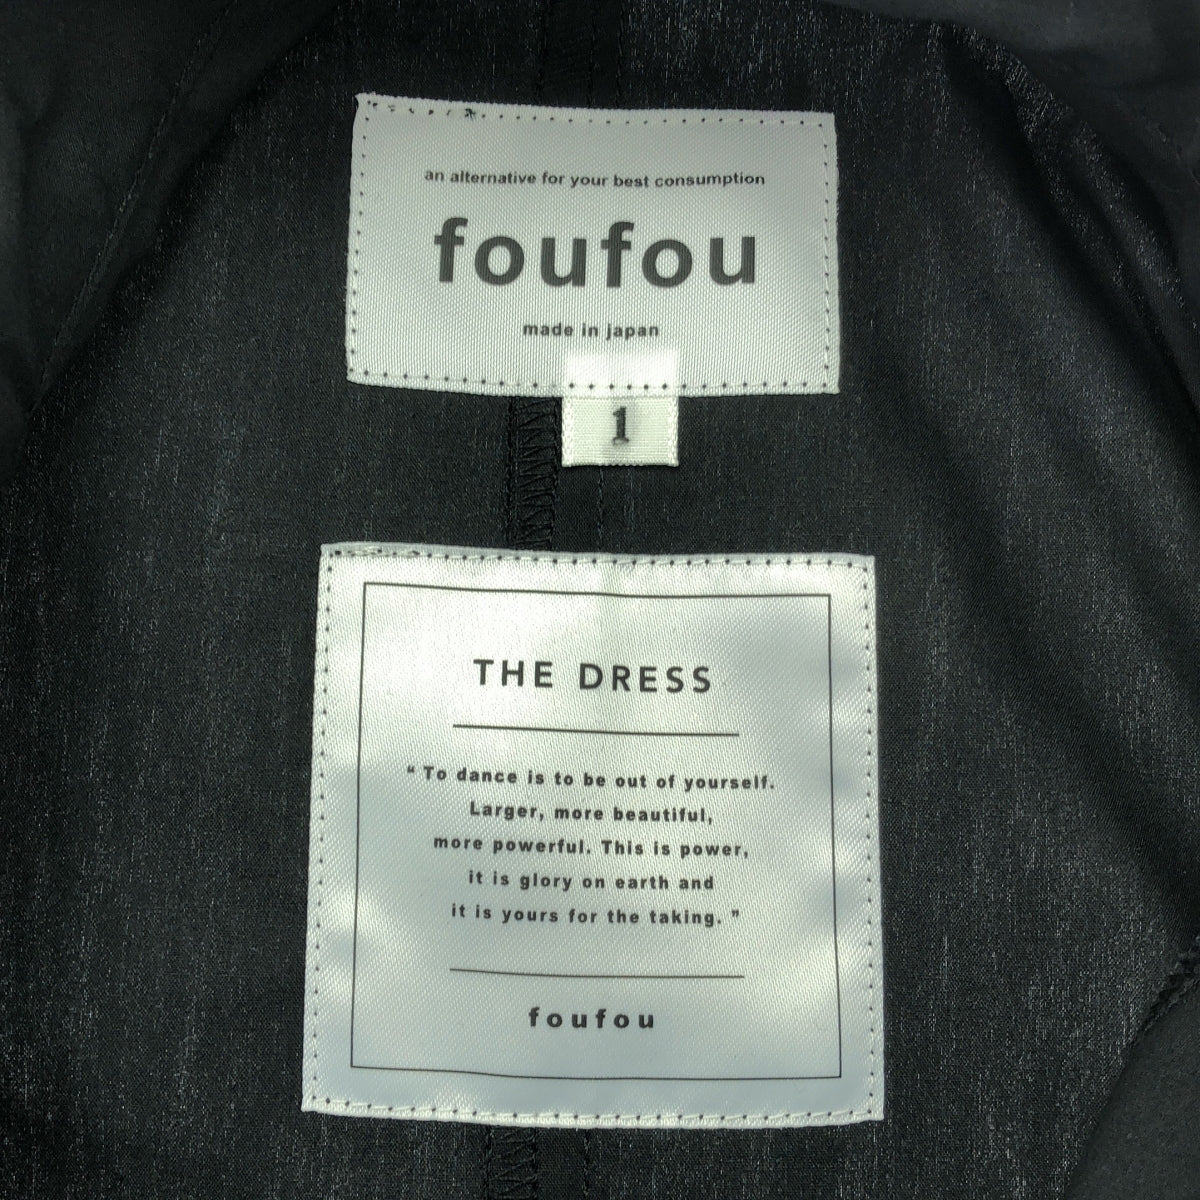 an alternative for your best consumption
foufou
made in japan
1
THE DRESS
“ To dance is to be out of yourself.
Larger, more beautiful,
more powerful. This is power,
it is glory on earth and
it is yours for the taking. ”
foufou